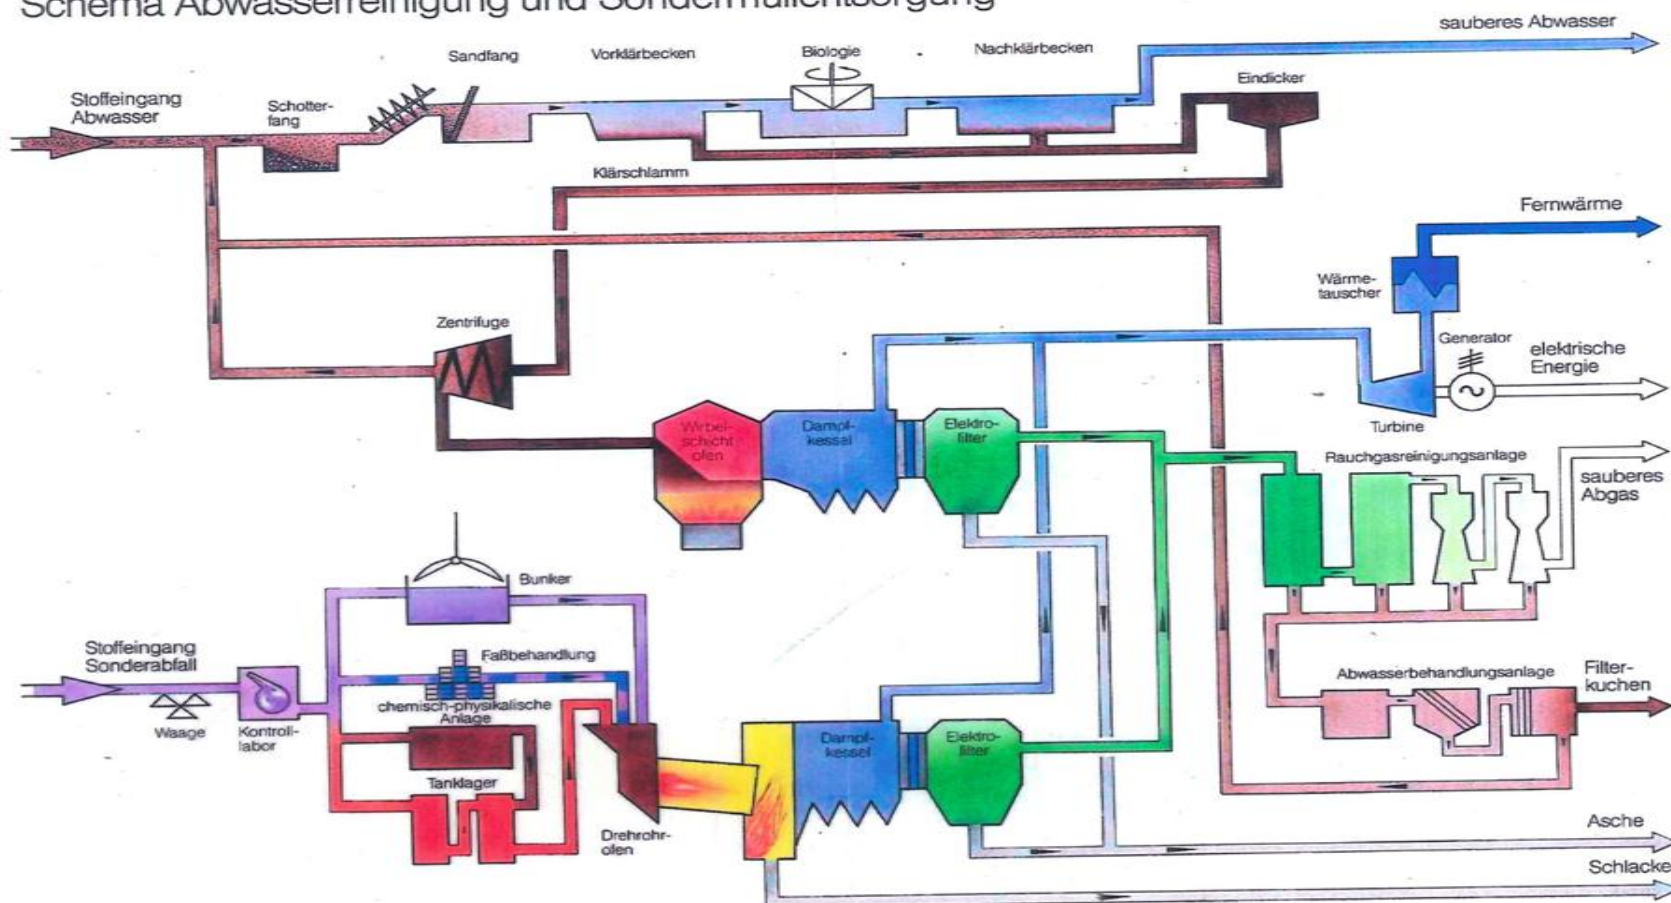 Schema Abwasserreinigung und Sondermüllentsorgung
sauberes Abwasser
Sandfang
Vorklärbecken
Biologie
Nachklärbecken
Eindicker
Stoffeingang
Abwasser
Schotter-
fang
Klärschlamm
Fernwärme
Wärme-
tauscher
Zentrifuge
Generator
elektrische
Energie
Turbine
Wirbel-
schicht
ofen
Dampf-
kessel
Elektro-
filter
Rauchgasreinigungsanlage
sauberes
Abgas
Bunker
Stoffeingang
Sonderabfall
Faßbehandlung
Abwasserbehandlungsanlage
Filter-
kuchen
chemisch-physikalische
Anlage
Waage
Kontroll-
labor
Dampf-
kessel
Elektro-
filter
Tanklager
Drehrohr-
ofen
Asche
Schlacke